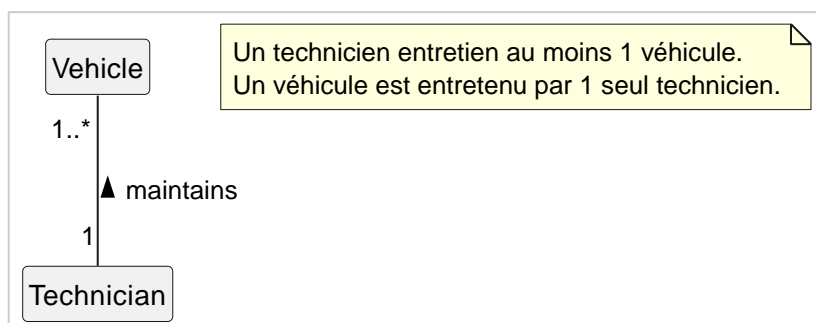 Vehicle
Un technicien entretien au moins 1 véhicule.
Un véhicule est entretenu par 1 seul technicien.
1..*
maintains
1
Technician